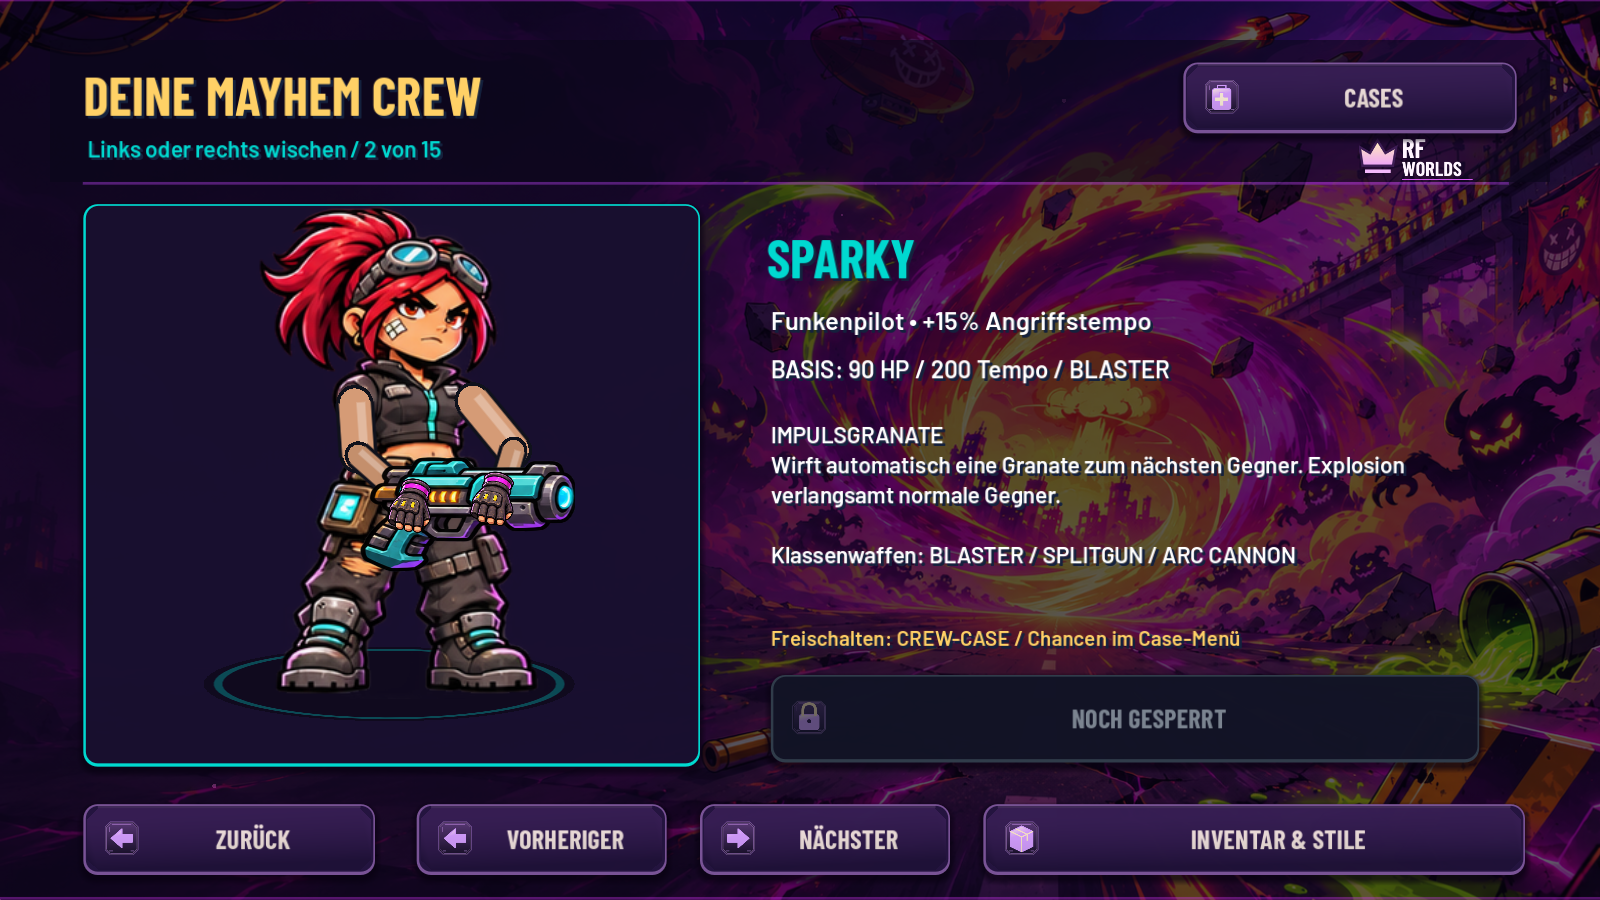 DEINE MAYHEM CREW
Links oder rechts wischen / 2 von 15
CASES
RF
WORLDS
SPARKY
Funkenpilot • +15% Angriffstempo
BASIS: 90 HP / 200 Tempo / BLASTER
IMPULSGRANATE
Wirft automatisch eine Granate zum nächsten Gegner. Explosion
verlangsamt normale Gegner.
Klassenwaffen: BLASTER / SPLITGUN / ARC CANNON
Freischalten: CREW-CASE / Chancen im Case-Menü
NOCH GESPERRT
ZURÜCK
VORHERIGER
NÄCHSTER
INVENTAR & STILE